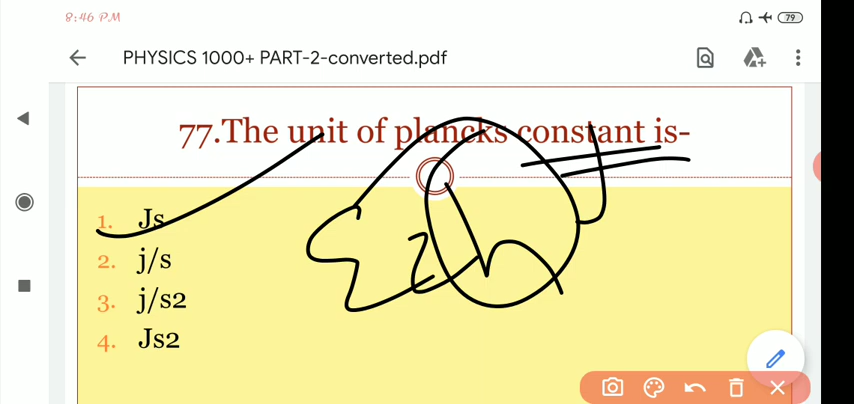 8:46 PM
79
PHYSICS 1000+ PART-2-converted.pdf
77.The unit of plancks constant is-
1. Js
2. j/s
3. j/s2
4. Js2